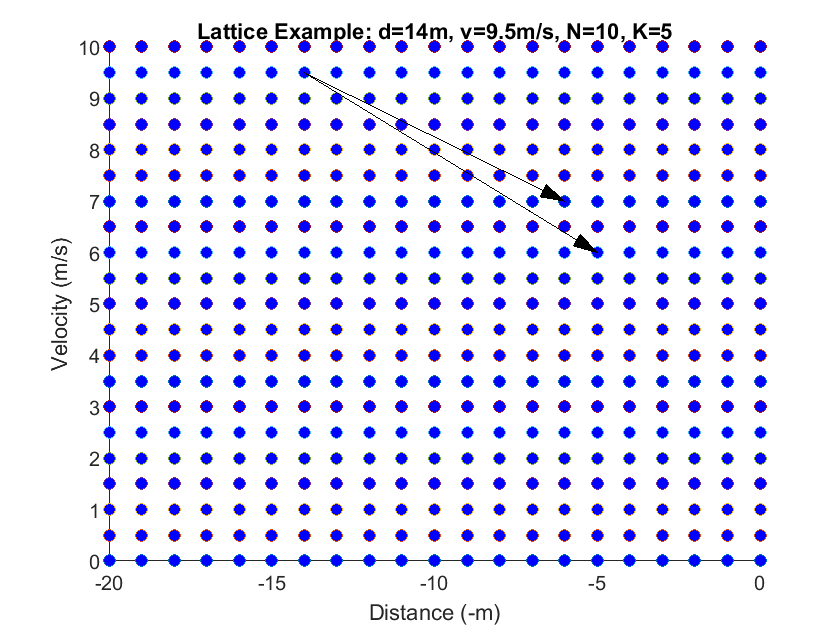 Lattice Example: d=14m, v=9.5m/s, N=10, K=5
10
9
8
7
6
5
4
3
2
1
0
Velocity (m/s)
-20 -15 -10 -5 0
Distance (-m)